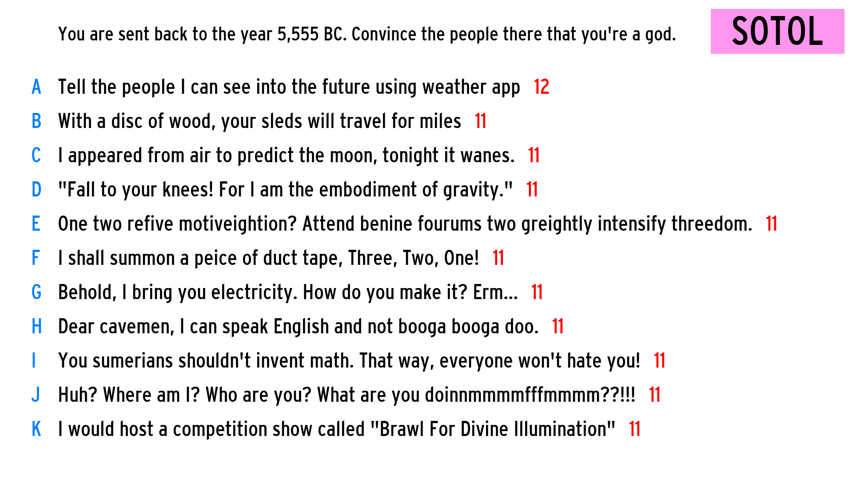 You are sent back to the year 5,555 BC. Convince the people there that you're a god.
SOTOL
A Tell the people I can see into the future using weather app 12
B With a disc of wood, your sleds will travel for miles 11
C I appeared from air to predict the moon, tonight it wanes. 11
D "Fall to your knees! For I am the embodiment of gravity." 11
E One two refive motiveightion? Attend benine fourums two greightly intensify threedom. 11
F I shall summon a peice of duct tape, Three, Two, One! 11
G Behold, I bring you electricity. How do you make it? Erm... 11
H Dear cavemen, I can speak English and not booga booga doo. 11
I You sumerians shouldn't invent math. That way, everyone won't hate you! 11
J Huh? Where am I? Who are you? What are you doinnmmmmfffmmmm??!!! 11
K I would host a competition show called "Brawl For Divine Illumination" 11